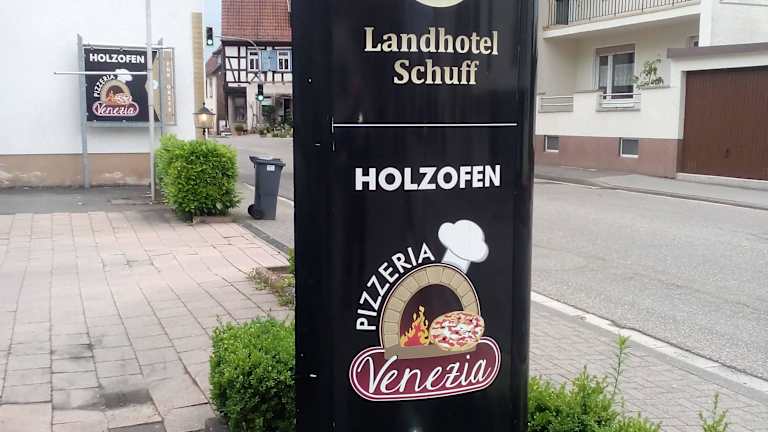 Landhotel
Schuff
HOLZOFEN
PIZZERIA
Venezia
HOLZOFEN
PIZZERIA
Venezia